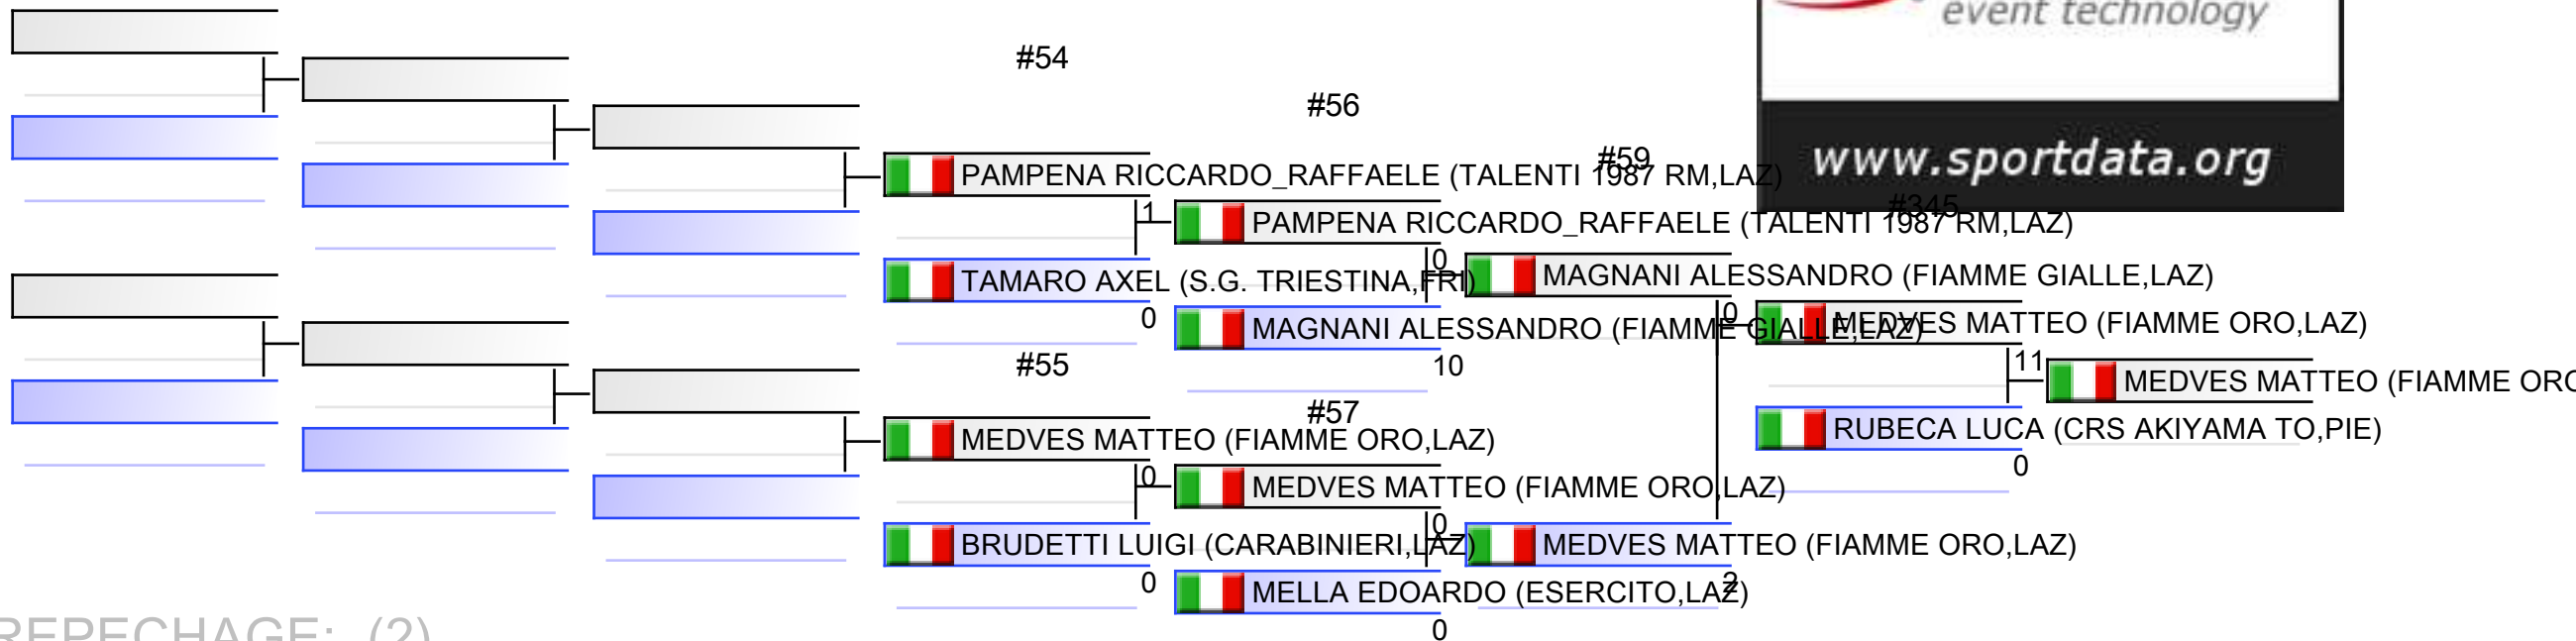 event technology
www.sportdata.org
#54
#56
#59
#345
PAMPENA RICCARDO_RAFFAELE (TALENTI 1987 RM,LAZ)
1
PAMPENA RICCARDO_RAFFAELE (TALENTI 1987 RM,LAZ)
0
TAMARO AXEL (S.G. TRIESTINA,FRI)
0
MAGNANI ALESSANDRO (FIAMME GIALLE,LAZ)
0
MAGNANI ALESSANDRO (FIAMME GIALLE,LAZ)
10
MEDVES MATTEO (FIAMME ORO,LAZ)
11
MEDVES MATTEO (FIAMME ORO
RUBECA LUCA (CRS AKIYAMA TO,PIE)
0
#55
#57
MEDVES MATTEO (FIAMME ORO,LAZ)
0
MEDVES MATTEO (FIAMME ORO,LAZ)
0
BRUDETTI LUIGI (CARABINIERI,LAZ)
0
MEDVES MATTEO (FIAMME ORO,LAZ)
2
MELLA EDOARDO (ESERCITO,LAZ)
0
REPECHAGE: (2)